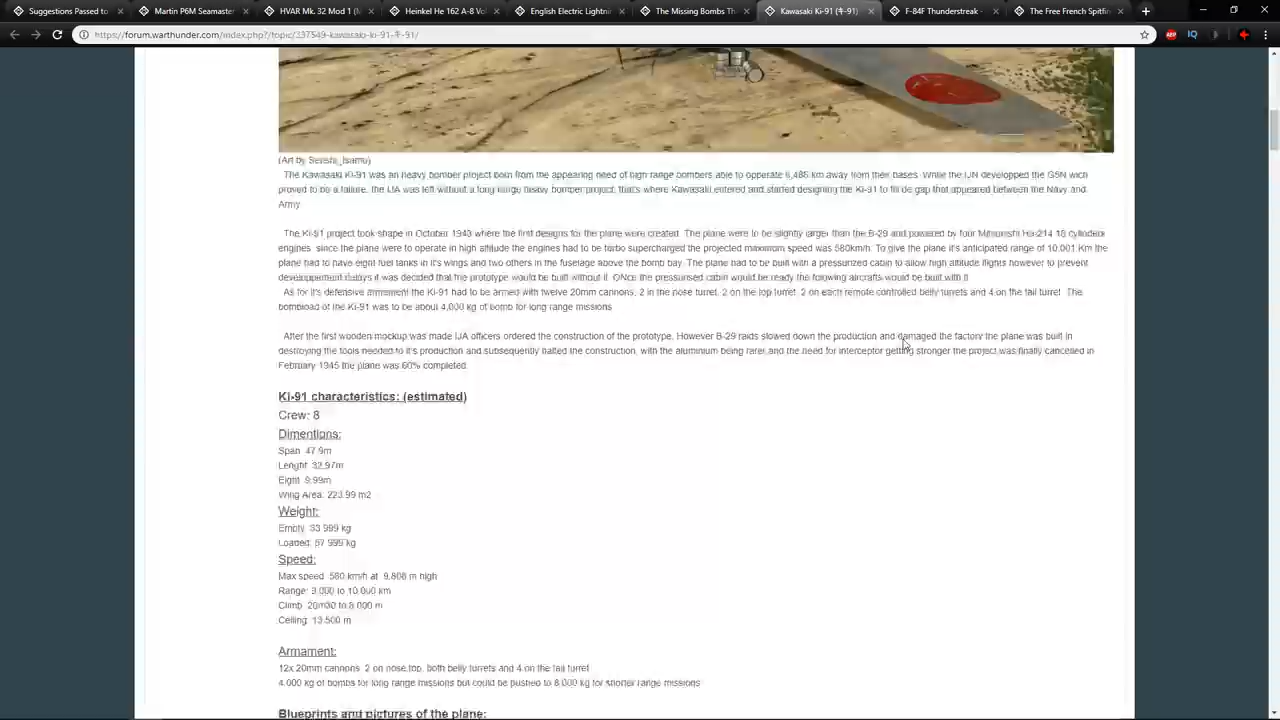 Suggestions Passed to
Martin P6M Seamaster
HVAR Mk. 32 Mod 1 (
Heinkel He 162 A-8 Vol
English Electric Lightnin
The Missing Bombs Th
Kawasaki Ki-91 (キ-91)
F-84F Thunderstreak -
The Free French Spitfir
https://forum.warthunder.com/index.php?/topic/337549-kawasaki-ki-91-キ-91/
(Art by
The Kawasaki Ki-91 was an heavy bomber project born from the appearing need of high range bombers able to opperate 6,485 km away from their bases. While the IJN developped the G5N wich
proved to be a failure, the IJA was left without a long range heavy bomber project, that's where Kawasaki entered and started designing the Ki-91 to fill de gap that appeared between the Navy and
Army
The Ki-91 project took shape in October 1943 where the first designs for the plane were created. The plane were to be slightly larger than the B-29 and powered by four Mitsubishi Ha-214 18 cylindear
engines, since the plane were to operate in high altitude the engines had to be turbo supercharged the projected maximum speed was 580km/h. To give the plane it's anticipated range of 10.001 Km the
plane had to have eight fuel tanks in it's wings and two others in the fuselage above the bomb bay. The plane had to be built with a pressurized cabin to allow high altitude flights however to prevent
developpement delays it was decided that the prototype would be built without it. ONce the pressurised cabin would be ready the folowing aircrafts would be built with it
As for it's defensive armament the Ki-91 had to be armed with twelve 20mm cannons, 2 in the nose turret, 2 on the top turret, 2 on each remote controlled belly turrets and 4 on the tail turret. The
bombload of the Ki-91 was to be about 4,000 kg of bomb for long range missions
After the first wooden mockup was made IJA officers ordered the construction of the prototype. However B-29 raids slowed down the production and damaged the factory the plane was built in
destroying the tools needed to it's production and subsequently halted the construction, with the aluminium being rarer and the need for interceptor getting stronger the project was finally cancelled in
February 1945 the plane was 60% completed.
Ki-91 characteristics: (estimated)
Crew: 8
Dimentions:
Span: 47.9m
Lenght: 32.97m
Eight: 9.99m
Wing Area: 223.99 m2
Weight:
Empty: 33 999 kg
Loaded: 57 999 kg
Speed:
Max speed: 580 km/h at 9,808 m high
Range: 9.000 to 10.000 km
Climb: 20m30 to 8 000 m
Ceiling: 13.500 m
Armament:
12x 20mm cannons: 2 on nose,top, both belly turrets and 4 on the tail turret
4.000 kg of bombs for long range missions but could be pushed to 8.000 kg for shorter range missions
Blueprints and pictures of the plane: